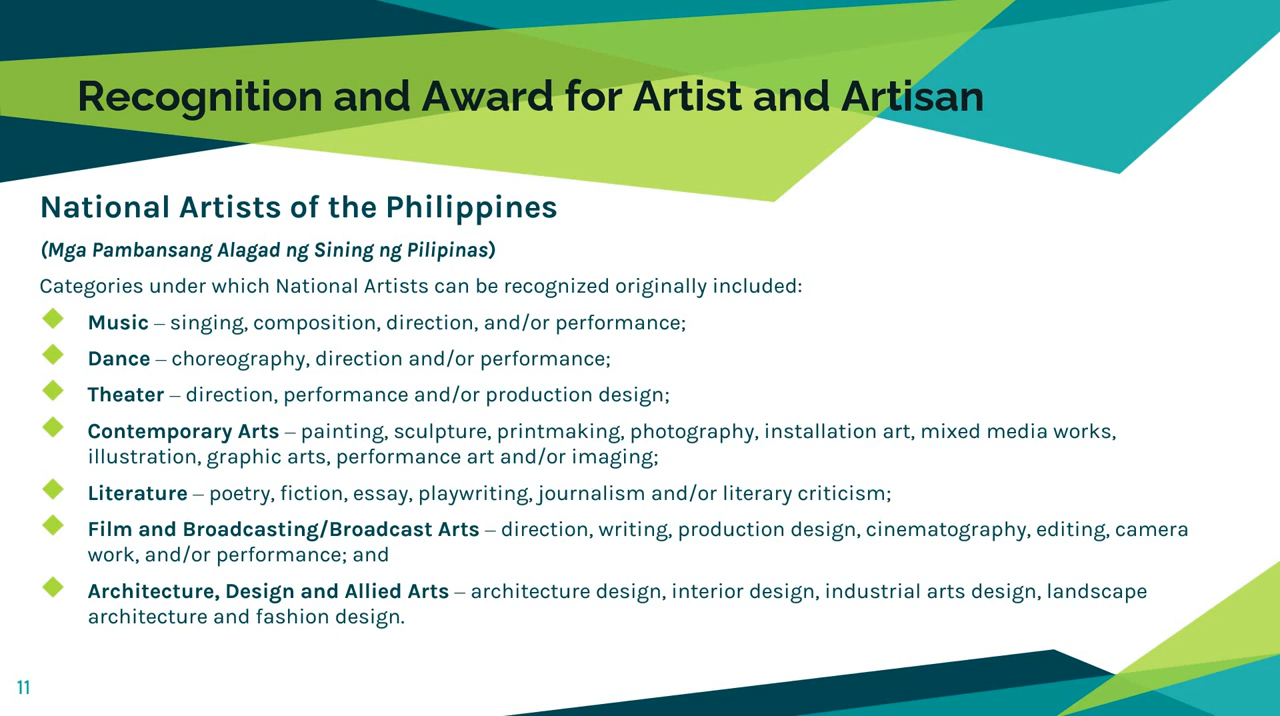 Recognition and Award for Artist and Artisan
National Artists of the Philippines
(Mga Pambansang Alagad ng Sining ng Pilipinas)
Categories under which National Artists can be recognized originally included:
Music – singing, composition, direction, and/or performance;
Dance – choreography, direction and/or performance;
Theater – direction, performance and/or production design;
Contemporary Arts – painting, sculpture, printmaking, photography, installation art, mixed media works,
illustration, graphic arts, performance art and/or imaging;
Literature – poetry, fiction, essay, playwriting, journalism and/or literary criticism;
Film and Broadcasting/Broadcast Arts – direction, writing, production design, cinematography, editing, camera
work, and/or performance; and
Architecture, Design and Allied Arts – architecture design, interior design, industrial arts design, landscape
architecture and fashion design.
11